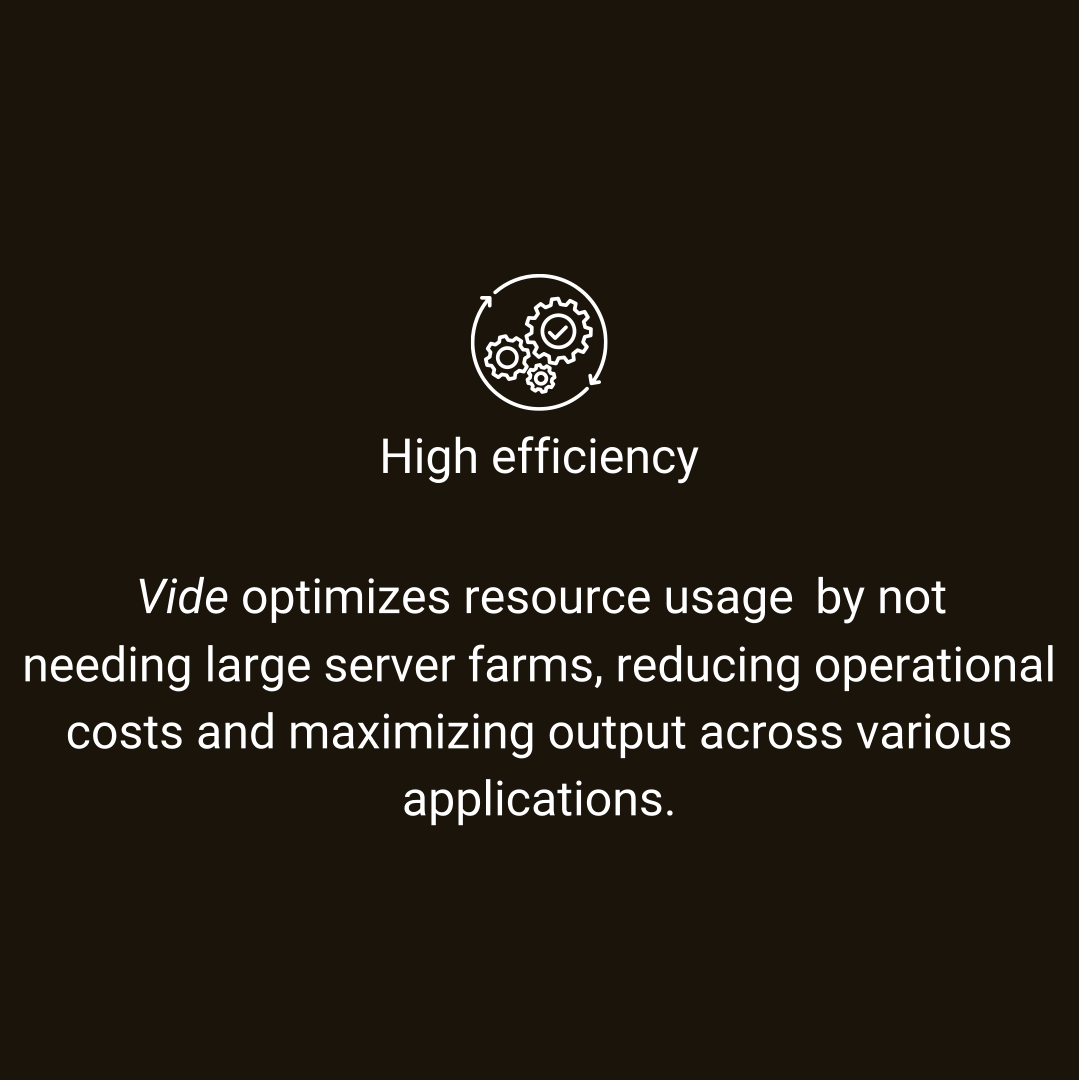 High efficiency
Vide optimizes resource usage by not
needing large server farms, reducing operational
costs and maximizing output across various
applications.